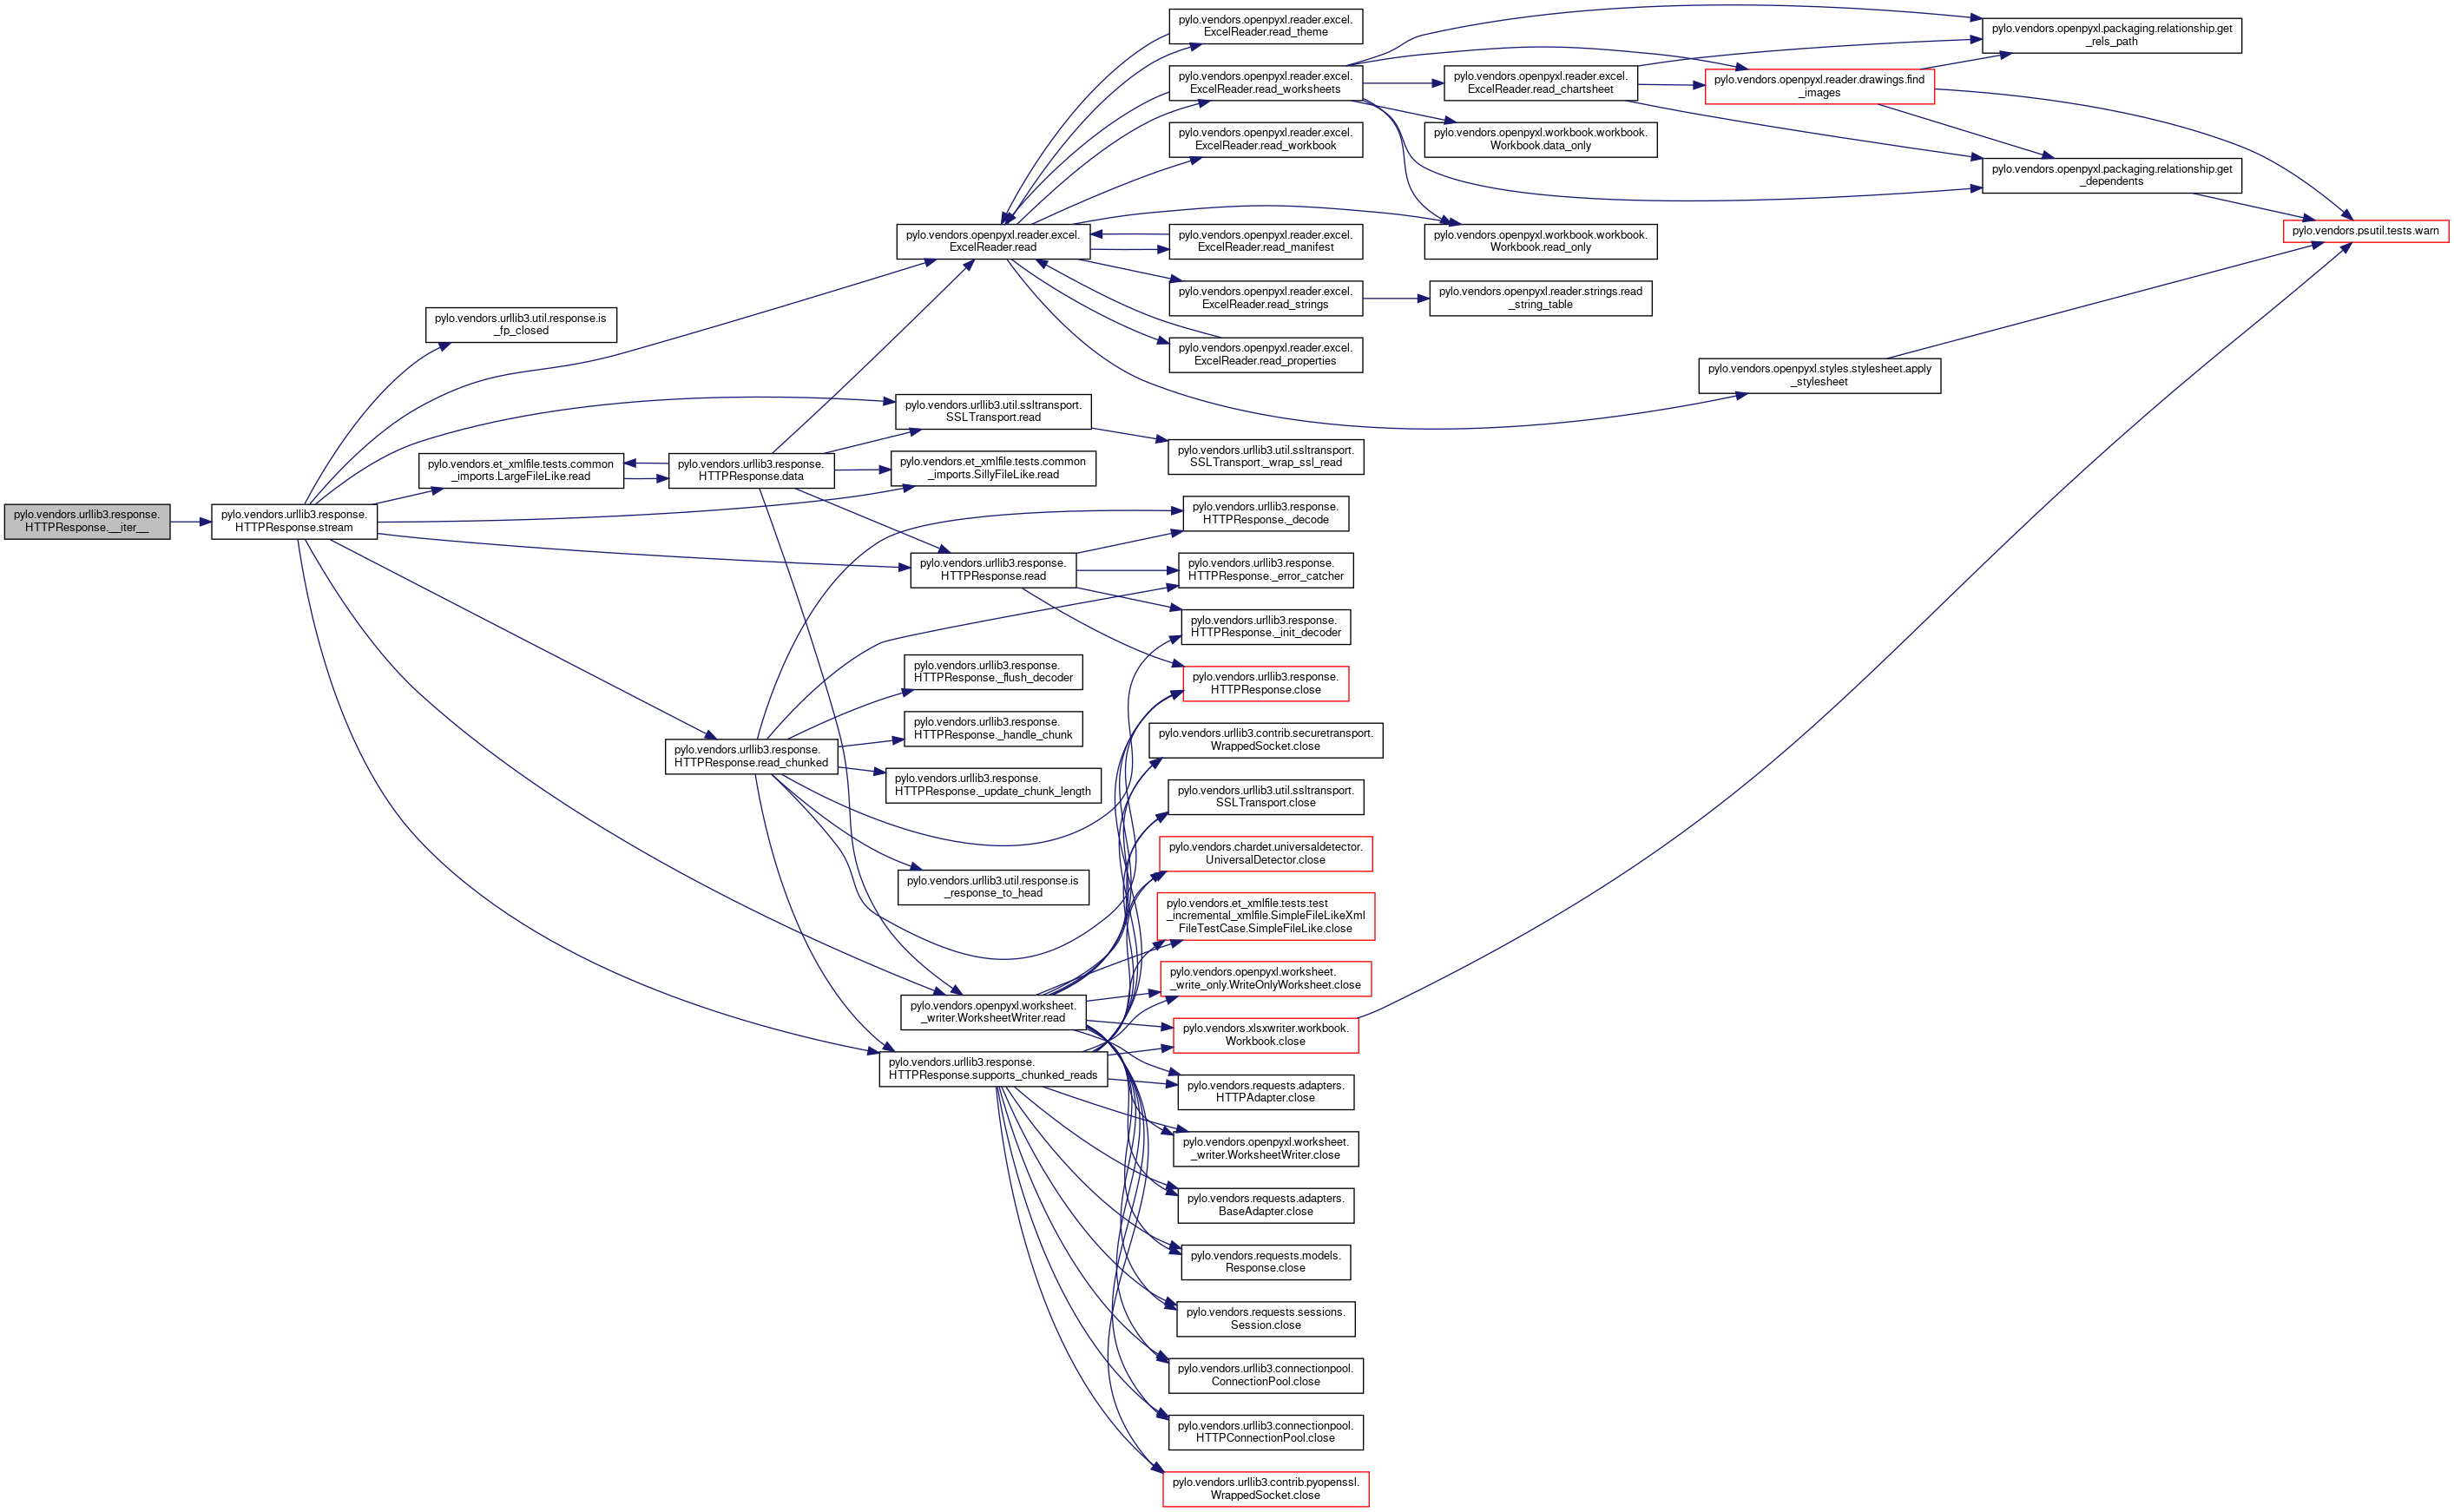 pylo.vendors.urllib3.response.
HTTPResponse.__iter__
pylo.vendors.urllib3.response.
HTTPResponse.stream
pylo.vendors.urllib3.util.response.is
_fp_closed
pylo.vendors.et_xmlfile.tests.common
_imports.LargeFileLike.read
pylo.vendors.urllib3.response.
HTTPResponse.data
pylo.vendors.urllib3.response.
HTTPResponse.read_chunked
pylo.vendors.openpyxl.reader.excel.
ExcelReader.read
pylo.vendors.urllib3.util.ssltransport.
SSLTransport.read
pylo.vendors.et_xmlfile.tests.common
_imports.SillyFileLike.read
pylo.vendors.urllib3.response.
HTTPResponse.read
pylo.vendors.urllib3.response.
HTTPResponse._flush_decoder
pylo.vendors.urllib3.response.
HTTPResponse._handle_chunk
pylo.vendors.urllib3.response.
HTTPResponse._update_chunk_length
pylo.vendors.urllib3.util.response.is
_response_to_head
pylo.vendors.openpyxl.worksheet.
_writer.WorksheetWriter.read
pylo.vendors.urllib3.response.
HTTPResponse.supports_chunked_reads
pylo.vendors.openpyxl.reader.excel.
ExcelReader.read_theme
pylo.vendors.openpyxl.reader.excel.
ExcelReader.read_worksheets
pylo.vendors.openpyxl.reader.excel.
ExcelReader.read_workbook
pylo.vendors.openpyxl.reader.excel.
ExcelReader.read_manifest
pylo.vendors.openpyxl.reader.excel.
ExcelReader.read_strings
pylo.vendors.openpyxl.reader.excel.
ExcelReader.read_properties
pylo.vendors.urllib3.util.ssltransport.
SSLTransport._wrap_ssl_read
pylo.vendors.urllib3.response.
HTTPResponse._decode
pylo.vendors.urllib3.response.
HTTPResponse._error_catcher
pylo.vendors.urllib3.response.
HTTPResponse._init_decoder
pylo.vendors.urllib3.response.
HTTPResponse.close
pylo.vendors.urllib3.contrib.securetransport.
WrappedSocket.close
pylo.vendors.urllib3.util.ssltransport.
SSLTransport.close
pylo.vendors.chardet.universaldetector.
UniversalDetector.close
pylo.vendors.et_xmlfile.tests.test
_incremental_xmlfile.SimpleFileLikeXml
FileTestCase.SimpleFileLike.close
pylo.vendors.openpyxl.worksheet.
_write_only.WriteOnlyWorksheet.close
pylo.vendors.xlsxwriter.workbook.
Workbook.close
pylo.vendors.requests.adapters.
HTTPAdapter.close
pylo.vendors.openpyxl.worksheet.
_writer.WorksheetWriter.close
pylo.vendors.requests.adapters.
BaseAdapter.close
pylo.vendors.requests.models.
Response.close
pylo.vendors.requests.sessions.
Session.close
pylo.vendors.urllib3.connectionpool.
ConnectionPool.close
pylo.vendors.urllib3.connectionpool.
HTTPConnectionPool.close
pylo.vendors.urllib3.contrib.pyopenssl.
WrappedSocket.close
pylo.vendors.openpyxl.reader.excel.
ExcelReader.read_chartsheet
pylo.vendors.openpyxl.workbook.workbook.
Workbook.data_only
pylo.vendors.openpyxl.workbook.workbook.
Workbook.read_only
pylo.vendors.openpyxl.reader.strings.read
_string_table
pylo.vendors.openpyxl.reader.drawings.find
_images
pylo.vendors.openpyxl.styles.stylesheet.apply
_stylesheet
pylo.vendors.openpyxl.packaging.relationship.get
_rels_path
pylo.vendors.openpyxl.packaging.relationship.get
_dependents
pylo.vendors.psutil.tests.warn